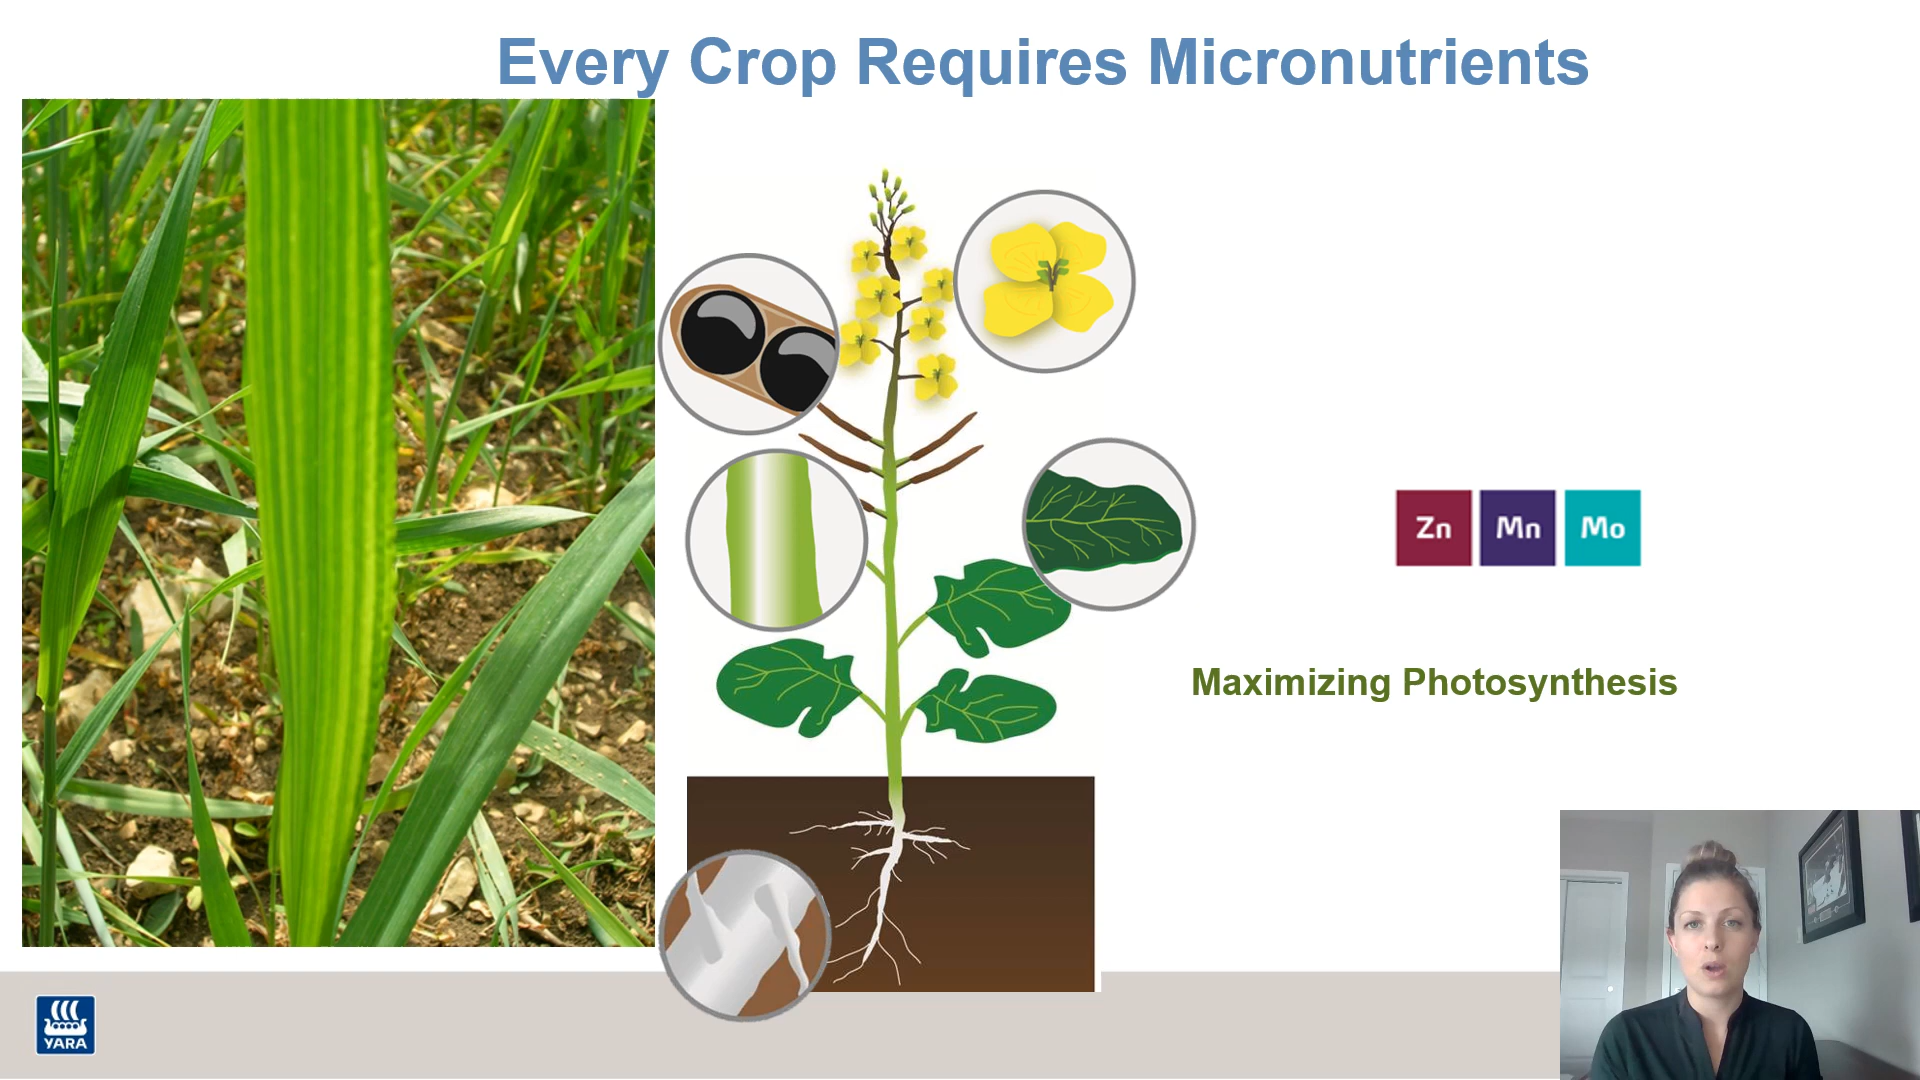 Every Crop Requires Micronutrients
Zn Mn Mo
Maximizing Photosynthesis
YARA